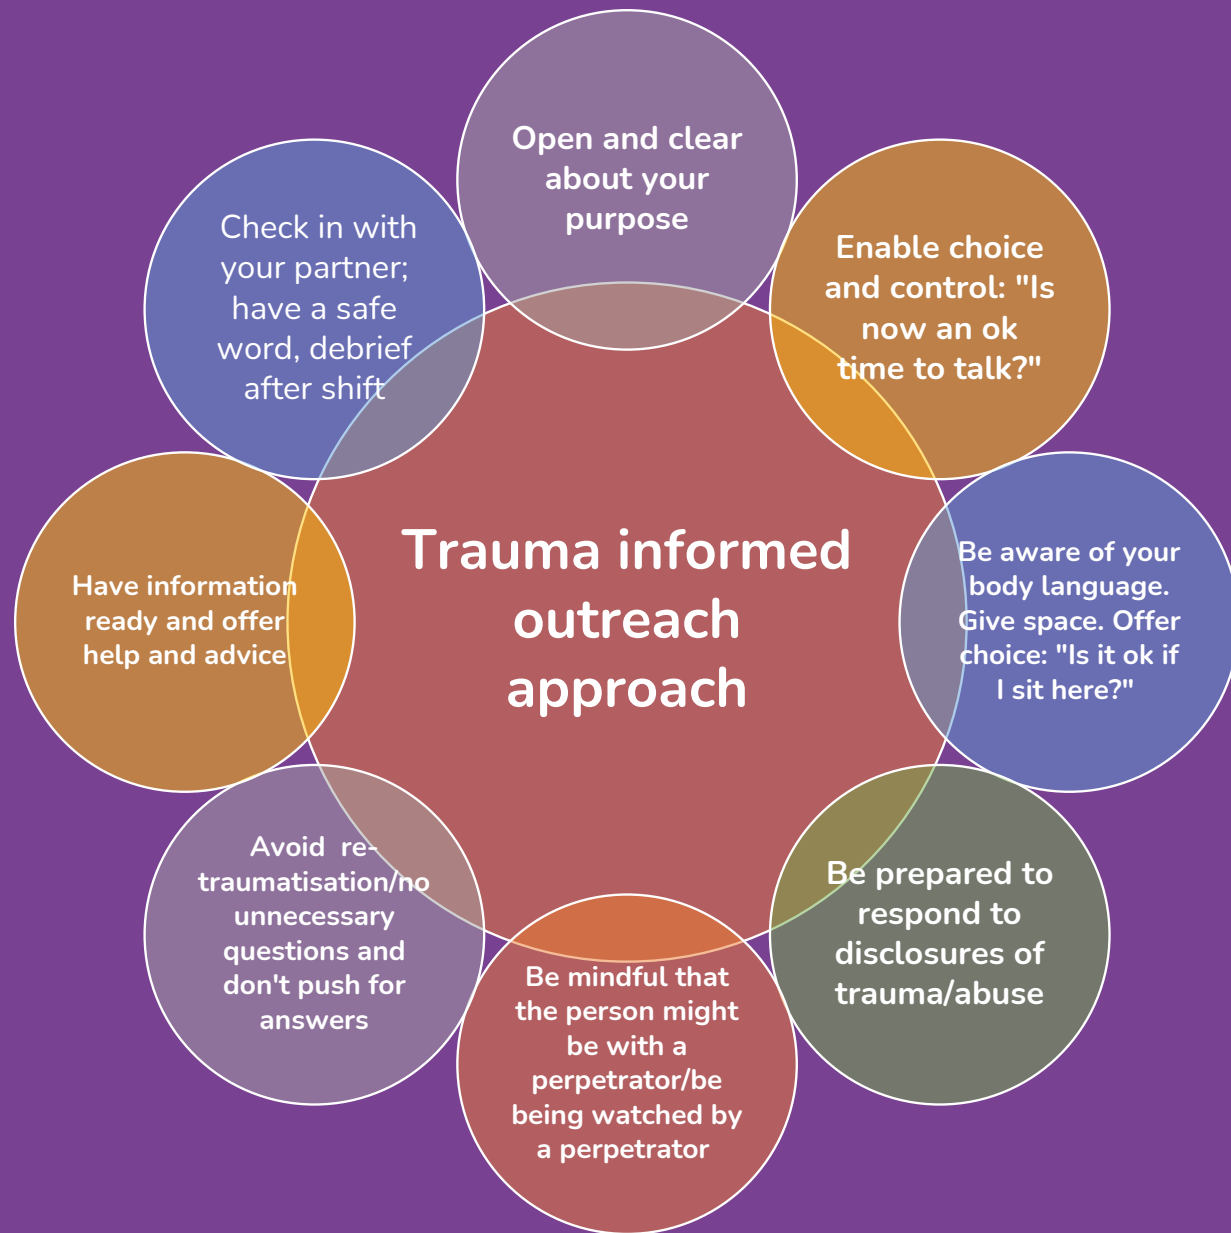 Open and clear
about your
purpose
Enable choice
and control: "Is
now an ok
time to talk?"
Be aware of your
body language.
Give space. Offer
choice: "Is it ok if
I sit here?"
Be prepared to
respond to
disclosures of
trauma/abuse
Be mindful that
the person might
be with a
perpetrator/be
being watched by
a perpetrator
Avoid  re-
traumatisation/no
unnecessary
questions and
don't push for
answers
Have information
ready and offer
help and advice
Check in with
your partner;
have a safe
word, debrief
after shift
Trauma informed
outreach
approach